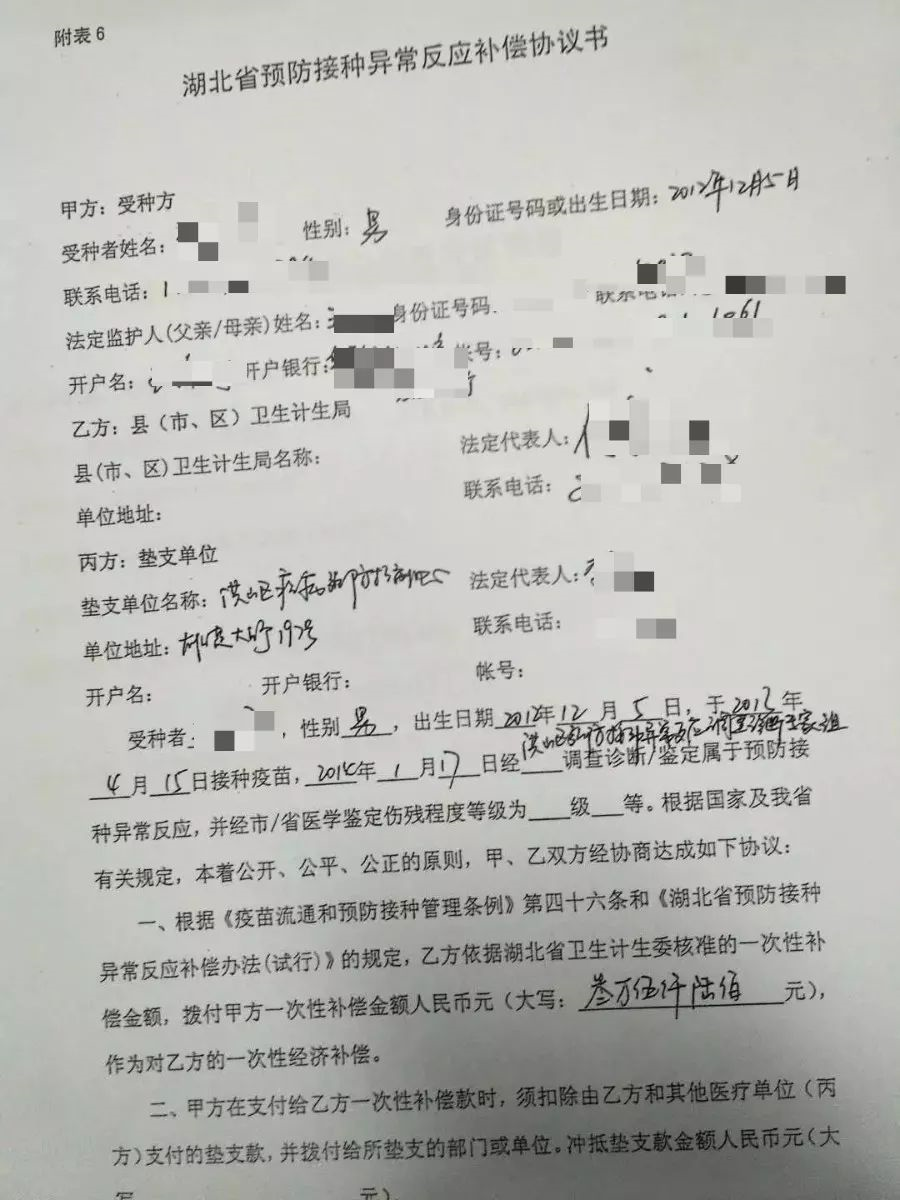 附表6
湖北省预防接种异常反应补偿协议书
甲方：受种方
受种者姓名： 性别：男 身份证号码或出生日期：2012年12月5日
联系电话：1
法定监护人(父亲/母亲)姓名： 身份证号码 联系电话
开户名： 开户银行： 帐号： 1061
乙方：县（市、区）卫生计生局
县(市、区)卫生计生局名称： 法定代表人：
单位地址： 联系电话：
丙方：垫支单位
垫支单位名称：洪山区疾病预防控制中心 法定代表人：
单位地址： 大 19号 联系电话：
开户名： 开户银行： 帐号：
受种者： ，性别 男 ，出生日期 2012年 12 月 5 日，于 2013年
洪山区预防接种异常反应调查诊断专家组
4 月 15日接种疫苗，2014年 1 月17 日经____调查诊断/鉴定属于预防接
种异常反应，并经市/省医学鉴定伤残程度等级为____级___等。根据国家及我省
有关规定，本着公开、公平、公正的原则，甲、乙双方经协商达成如下协议：
一、根据《疫苗流通和预防接种管理条例》第四十六条和《湖北省预防接种
异常反应补偿办法(试行)》的规定，乙方依据湖北省卫生计生委核准的一次性补
偿金额，拨付甲方一次性补偿金额人民币元（大写：叁万伍仟陆佰 元），
作为对乙方的一次性经济补偿。
二、甲方在支付给乙方一次性补偿款时，须扣除由乙方和其他医疗单位（丙
方）支付的垫支款，并拨付给所垫支的部门或单位。冲抵垫支款金额人民币元（大
写 元）